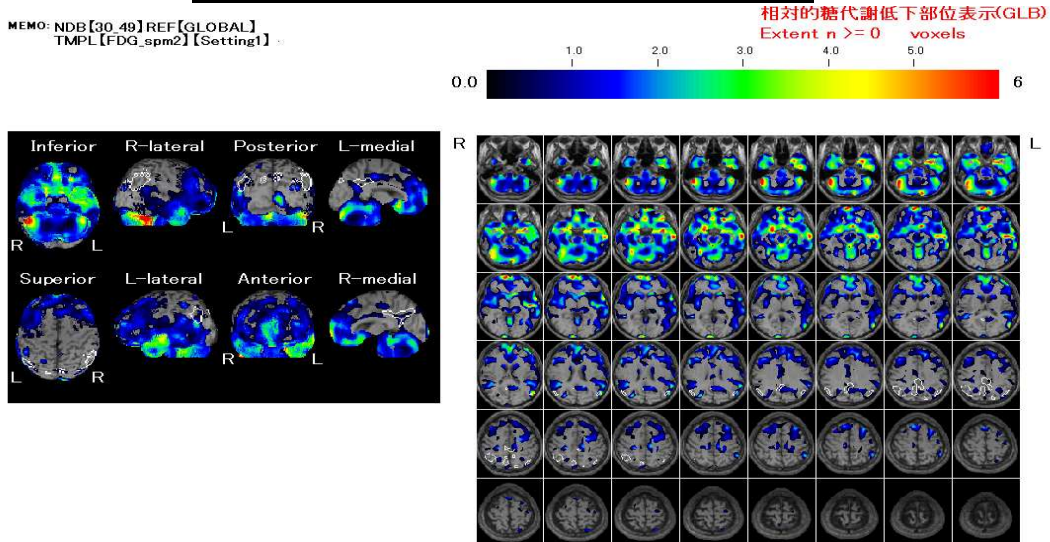 MEMO: NDB【30_49】REF【GLOBAL】
TMPL【FDG_spm2】【Setting1】
相対的糖代謝低下部位表示(GLB)
Extent n >= 0 voxels
1.0 2.0 3.0 4.0 5.0
0.0 6
Inferior R-lateral Posterior L-medial
R L L R
Superior L-lateral Anterior R-medial
L R R L
R L